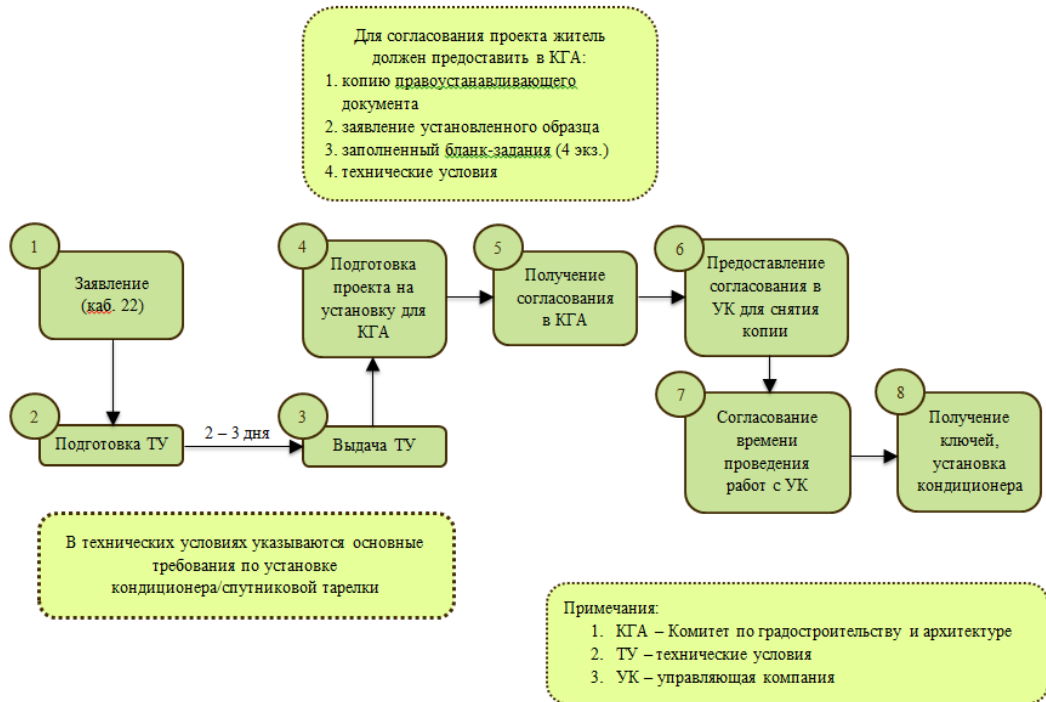 Для согласования проекта житель
должен предоставить в КГА:
1. копию правоустанавливающего
документа
2. заявление установленного образца
3. заполненный бланк-задания (4 экз.)
4. технические условия
1
Заявление
(каб. 22)
4
Подготовка
проекта на
установку для
КГА
5
Получение
согласования
в КГА
6
Предоставление
согласования в
УК для снятия
копии
2
Подготовка ТУ
2 – 3 дня
3
Выдача ТУ
7
Согласование
времени
проведения
работ с УК
8
Получение
ключей,
установка
кондиционера
В технических условиях указываются основные
требования по установке
кондиционера/спутниковой тарелки
Примечания:
1. КГА – Комитет по градостроительству и архитектуре
2. ТУ – технические условия
3. УК – управляющая компания